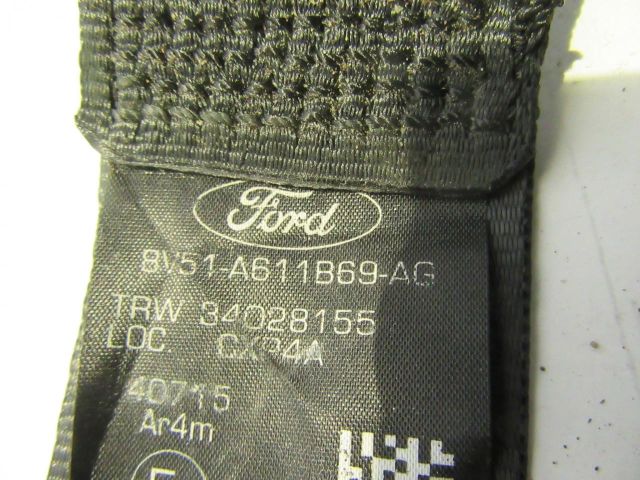 Ford
8V51-A611B69-AG
TRW 34028155
LOC. CX24A
40715
Ar4m
E